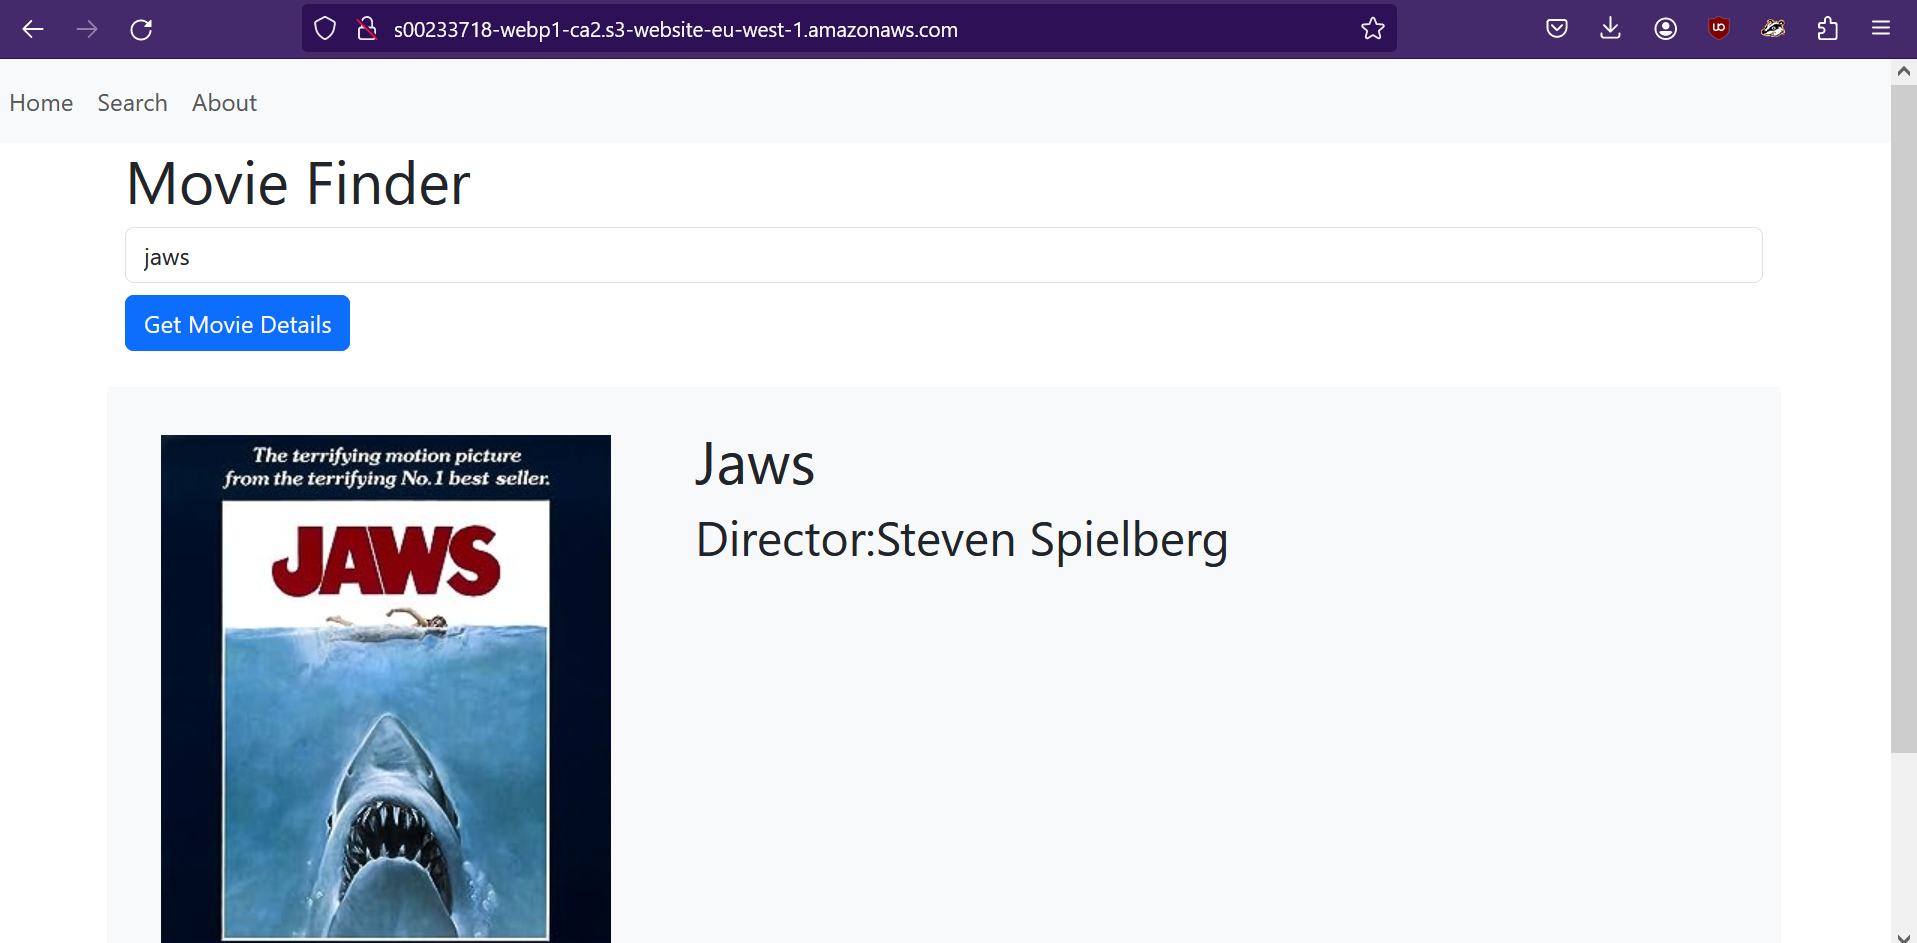 s00233718-webp1-ca2.s3-website-eu-west-1.amazonaws.com
Home Search About
Movie Finder
jaws
Get Movie Details
The terrifying motion picture
from the terrifying No.1 best seller.
JAWS
Jaws
Director:Steven Spielberg